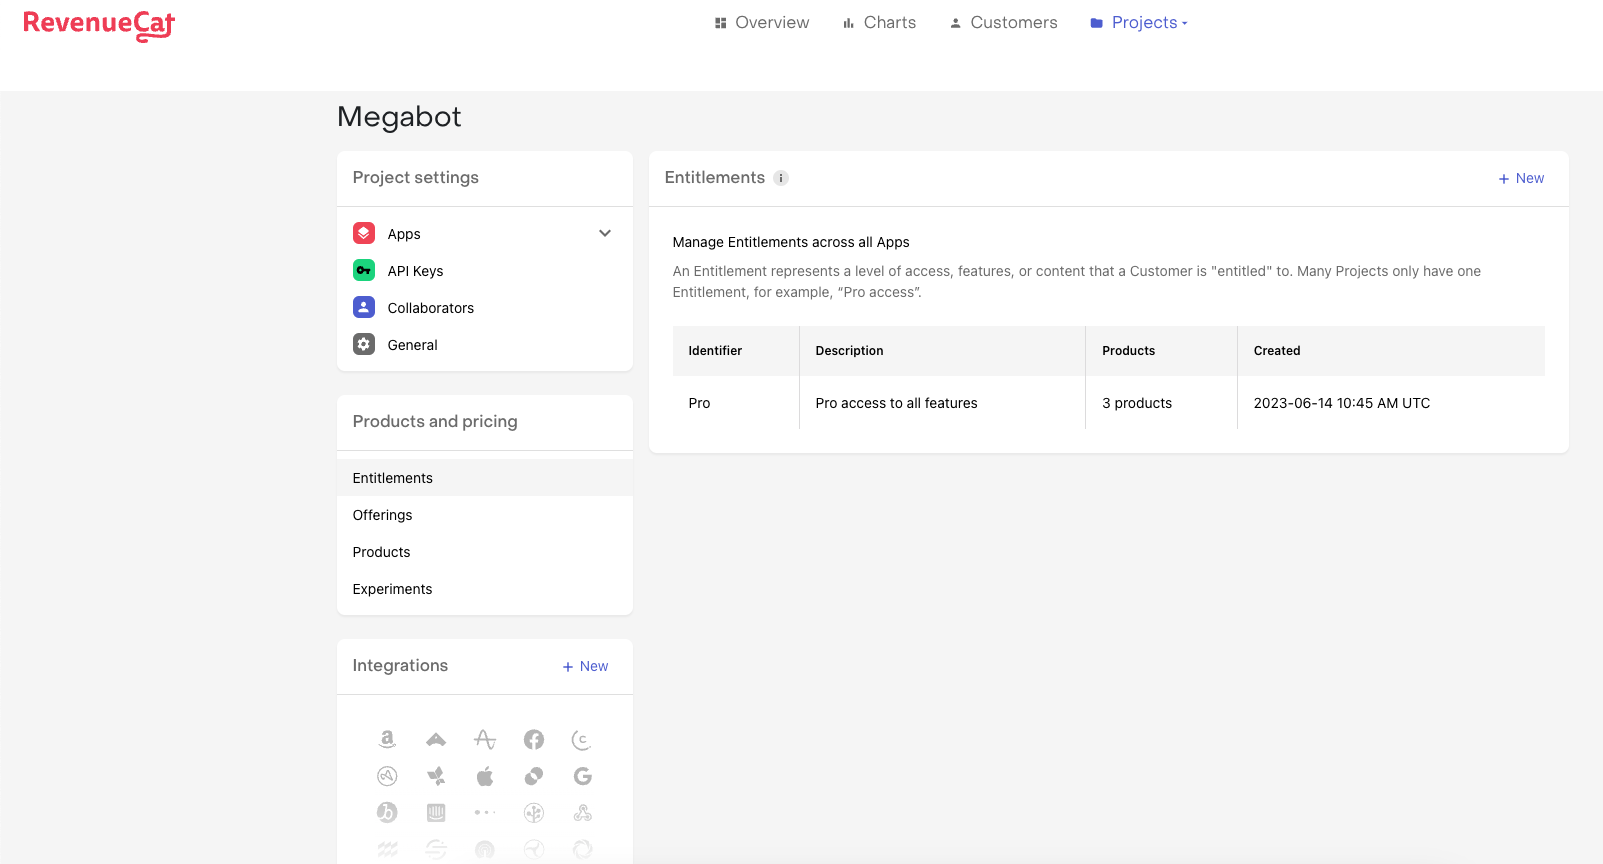 RevenueCat
Overview
Charts
Customers
Projects
Megabot
Project settings
Apps
API Keys
Collaborators
General
Products and pricing
Entitlements
Offerings
Products
Experiments
Integrations
+ New
Entitlements
+ New
Manage Entitlements across all Apps
An Entitlement represents a level of access, features, or content that a Customer is "entitled" to. Many Projects only have one
Entitlement, for example, “Pro access”.
Identifier Description Products Created
Pro Pro access to all features 3 products 2023-06-14 10:45 AM UTC